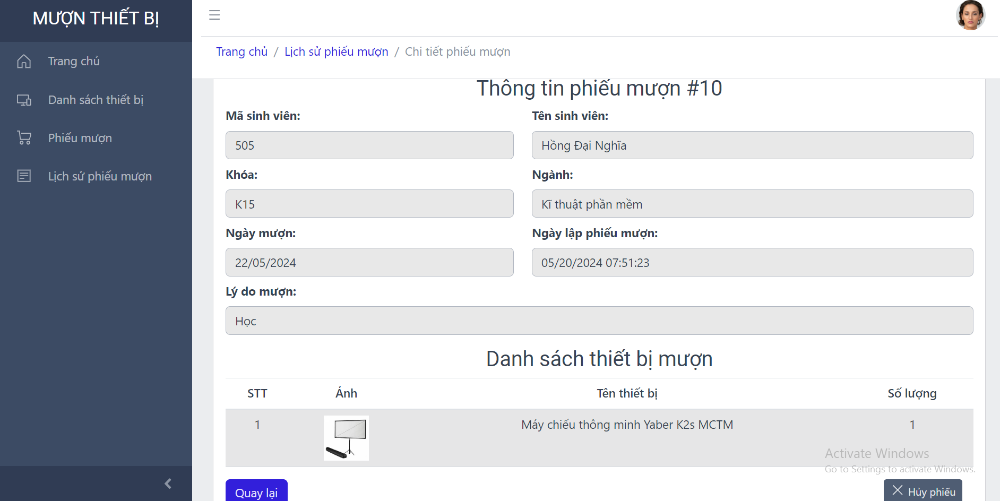 MƯỢN THIẾT BỊ
Trang chủ
Danh sách thiết bị
Phiếu mượn
Lịch sử phiếu mượn
Trang chủ / Lịch sử phiếu mượn / Chi tiết phiếu mượn
Thông tin phiếu mượn #10
Mã sinh viên: Tên sinh viên:
505 Hồng Đại Nghĩa
Khóa: Ngành:
K15 Kĩ thuật phần mềm
Ngày mượn: Ngày lập phiếu mượn:
22/05/2024 05/20/2024 07:51:23
Lý do mượn:
Học
Danh sách thiết bị mượn
STT Ảnh Tên thiết bị Số lượng
1 Máy chiếu thông minh Yaber K2s MCTM 1
Activate Windows
Go to Settings to activate Windows.
Quay lại Hủy phiếu